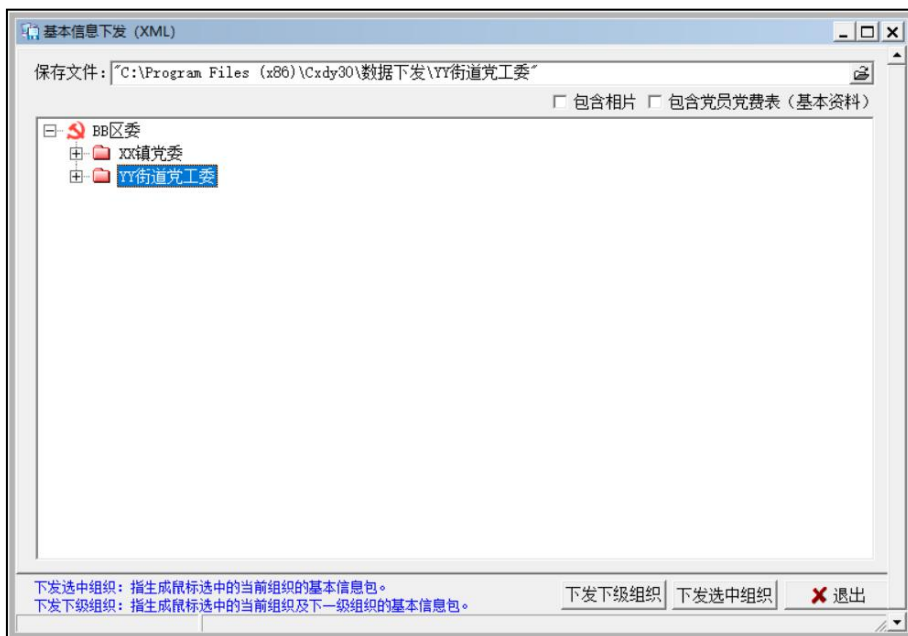 基本信息下发 (XML)
保存文件: "C:\Program Files (x86)\Cxdy30\数据下发\YY街道党工委"
包含相片 包含党员党费表（基本资料）
BB区委
XX镇党委
YY街道党工委
下发选中组织：指生成鼠标选中的当前组织的基本信息包。
下发下级组织：指生成鼠标选中的当前组织及下一级组织的基本信息包。
下发下级组织 下发选中组织 退出